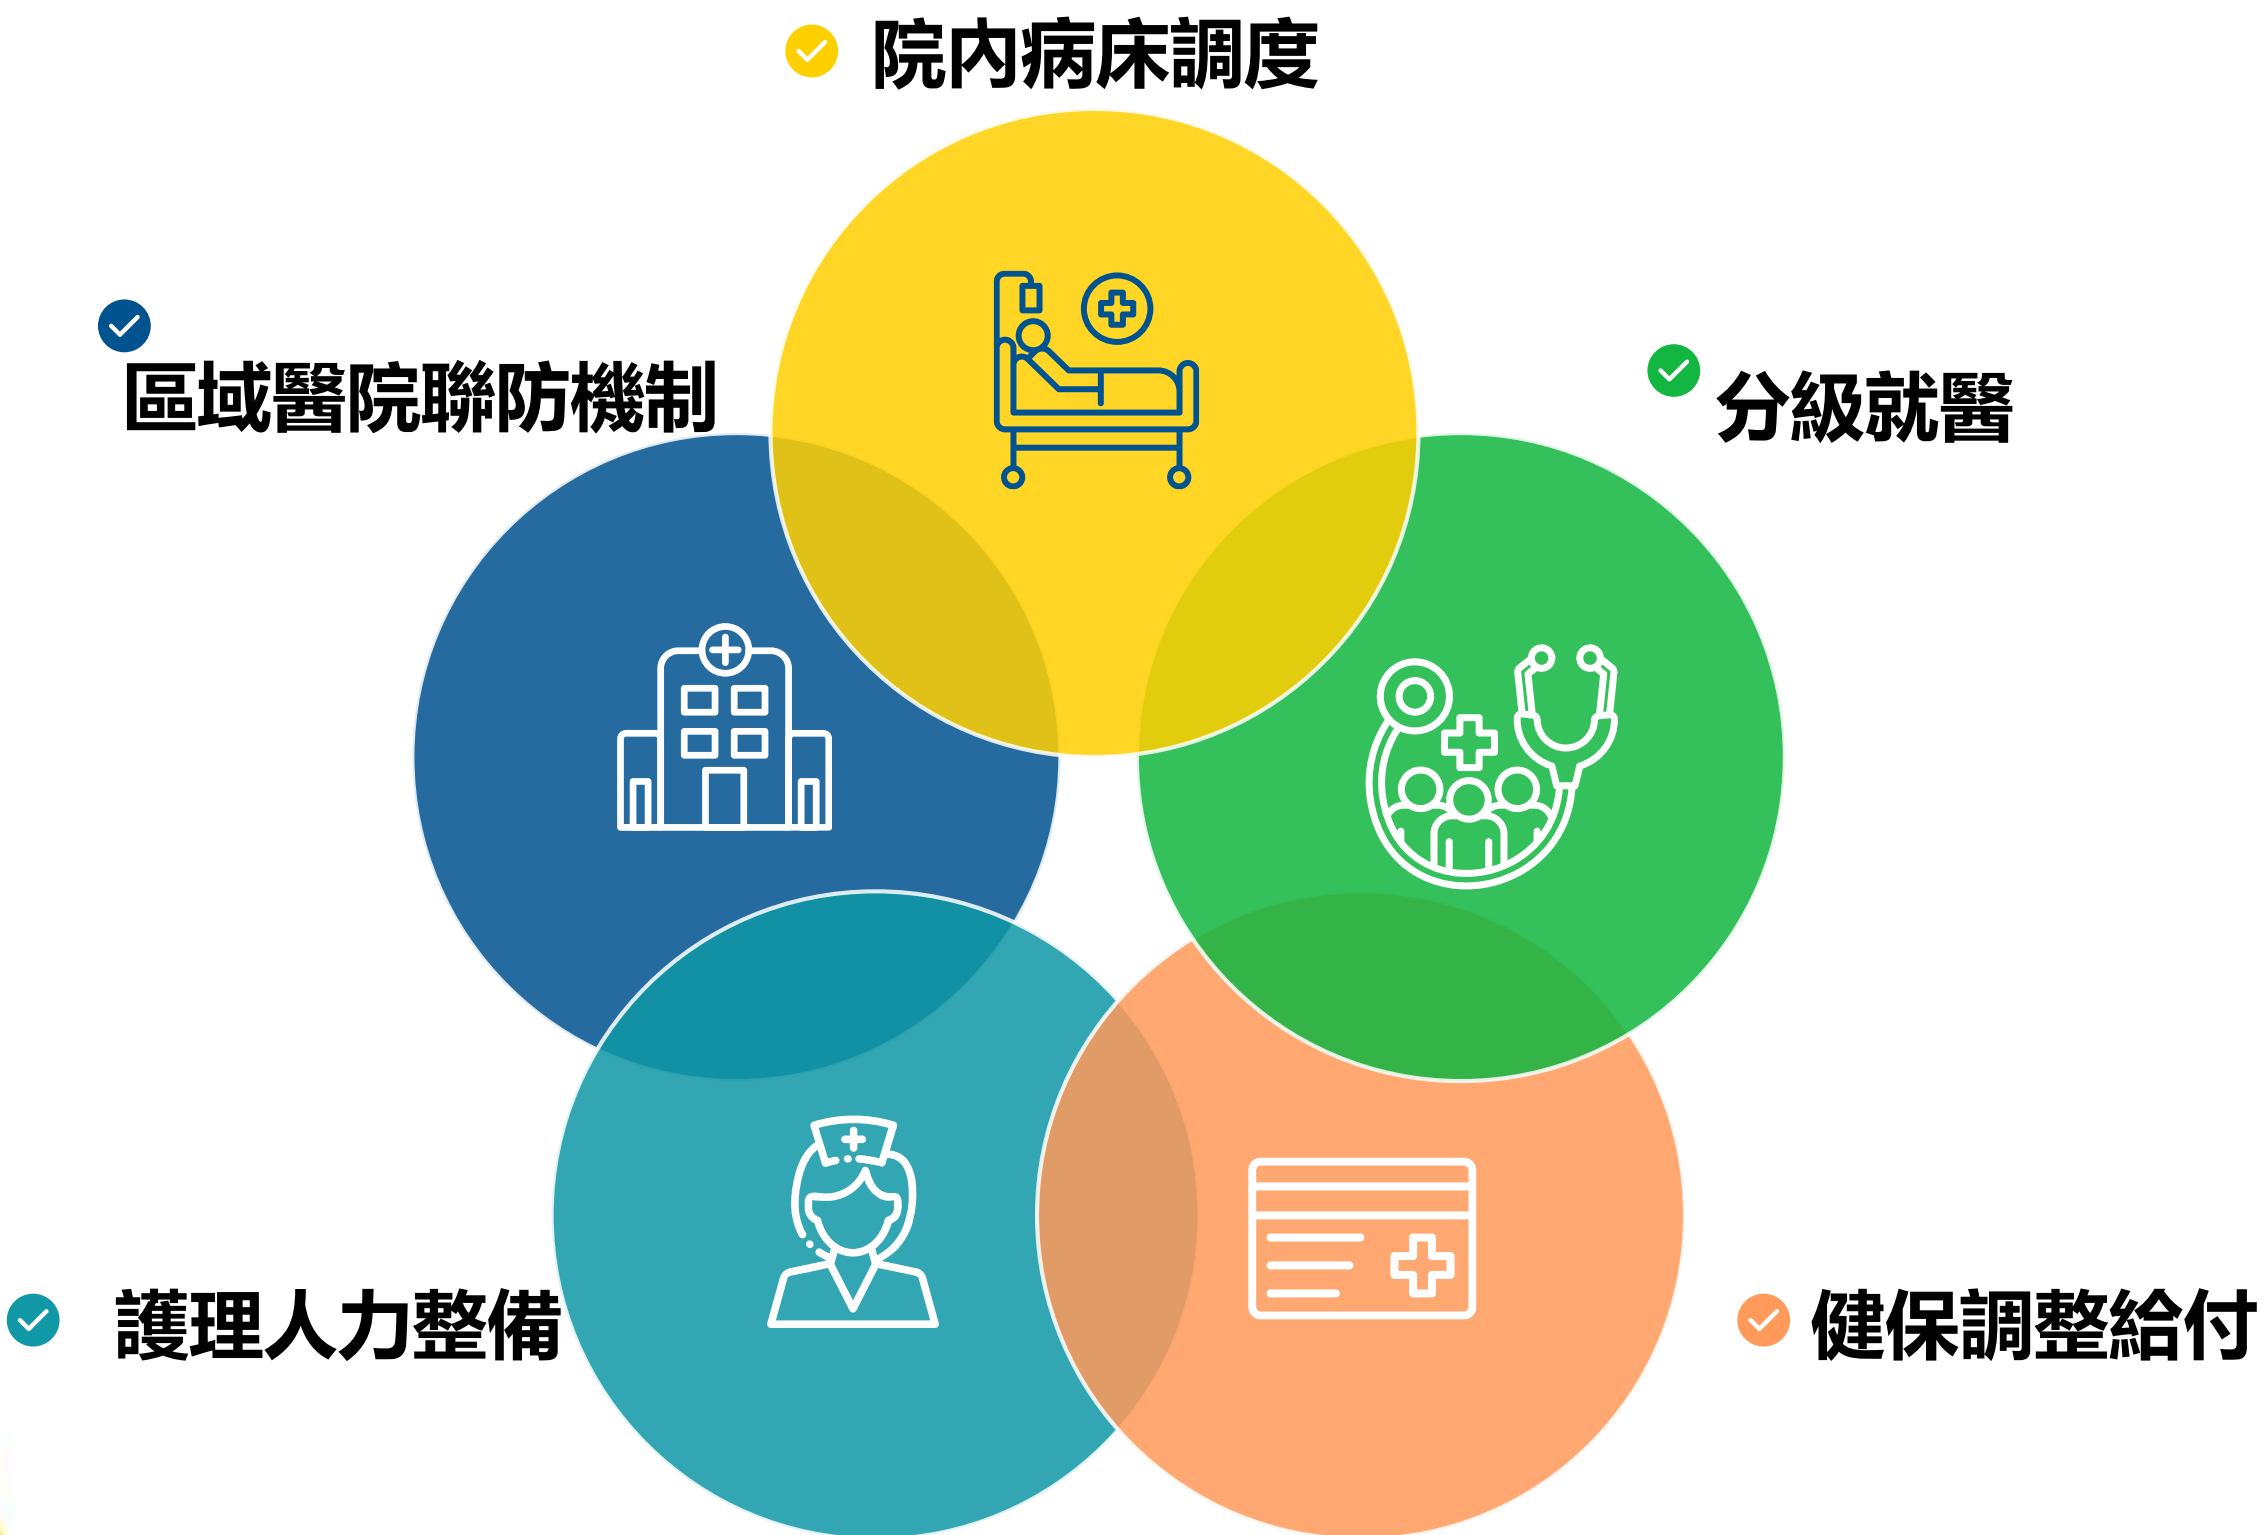 院內病床調度
區域醫院聯防機制
分級就醫
護理人力整備
健保調整給付